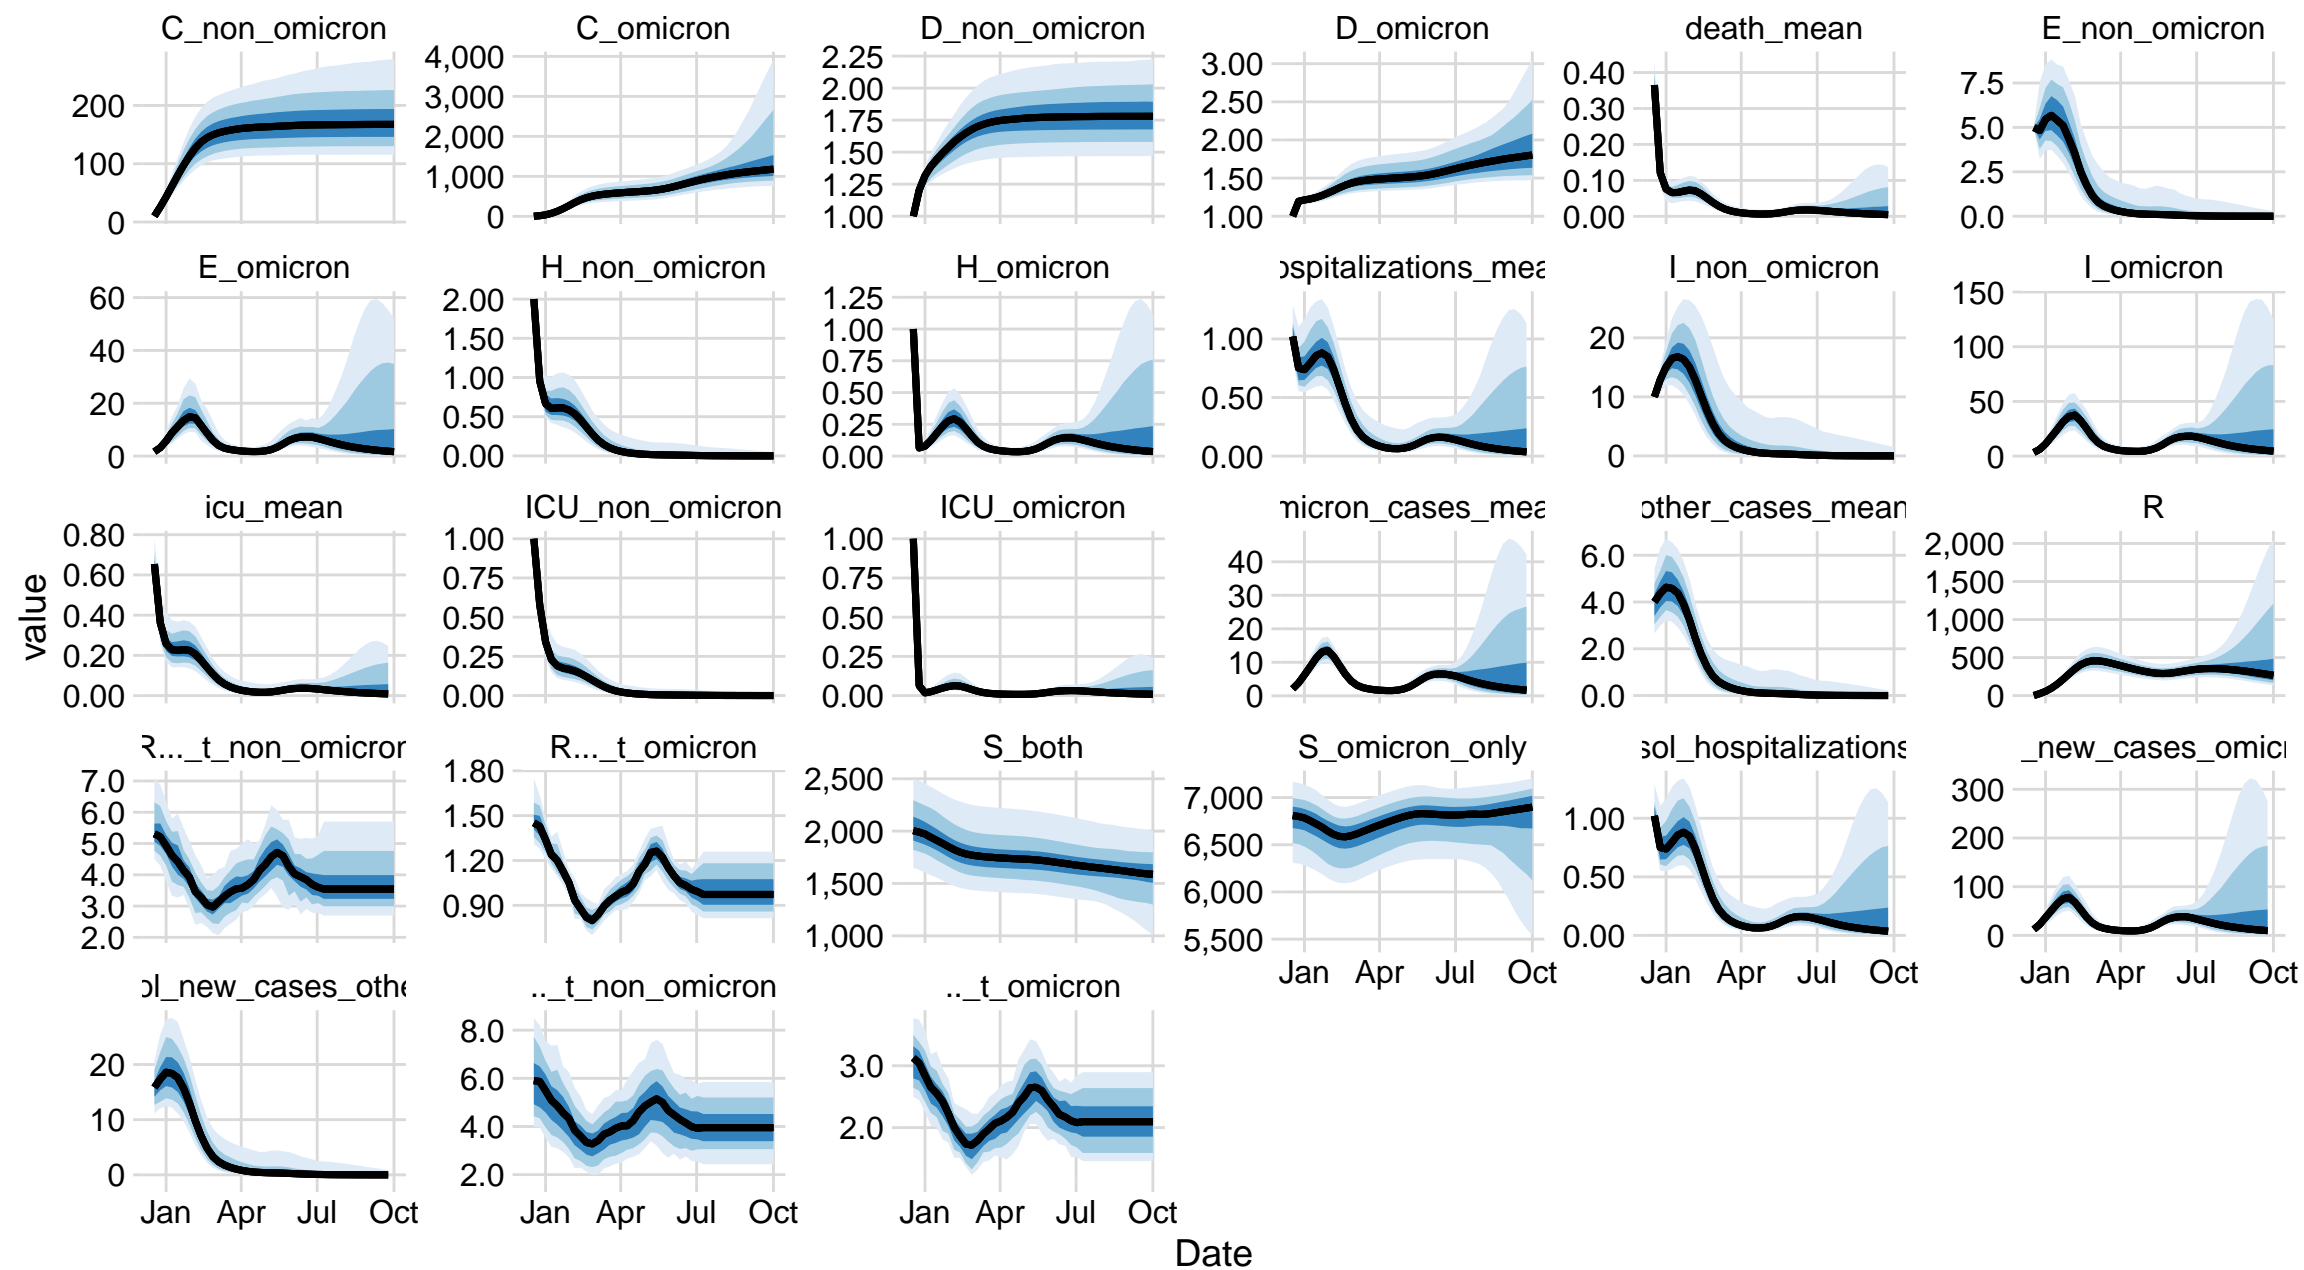 C_non_omicron C_omicron D_non_omicron D_omicron death_mean E_non_omicron
200 100 0
4,000 3,000 2,000 1,000 0
2.25 2.00 1.75 1.50 1.25 1.00
3.00 2.50 2.00 1.50 1.00
0.40 0.30 0.20 0.10 0.00
7.5 5.0 2.5 0.0
E_omicron H_non_omicron H_omicron ospitalizations_mea I_non_omicron I_omicron
60 40 20 0
2.00 1.50 1.00 0.50 0.00
1.25 1.00 0.75 0.50 0.25 0.00
1.00 0.50 0.00
20 10 0
150 100 50 0
icu_mean ICU_non_omicron ICU_omicron micron_cases_mea other_cases_mean R
value
0.80 0.60 0.40 0.20 0.00
1.00 0.75 0.50 0.25 0.00
1.00 0.75 0.50 0.25 0.00
40 30 20 10 0
6.0 4.0 2.0 0.0
2,000 1,500 1,000 500 0
R..._t_non_omicron R..._t_omicron S_both S_omicron_only sol_hospitalizations _new_cases_omicr
7.0 6.0 5.0 4.0 3.0 2.0
1.80 1.50 1.20 0.90
2,500 2,000 1,500 1,000
7,000 6,500 6,000 5,500
1.00 0.50 0.00
300 200 100 0
Jan Apr Jul Oct Jan Apr Jul Oct Jan Apr Jul Oct
ol_new_cases_othe .._t_non_omicron .._t_omicron
20 10 0
8.0 6.0 4.0 2.0
3.0 2.0
Jan Apr Jul Oct Jan Apr Jul Oct Jan Apr Jul Oct
Date